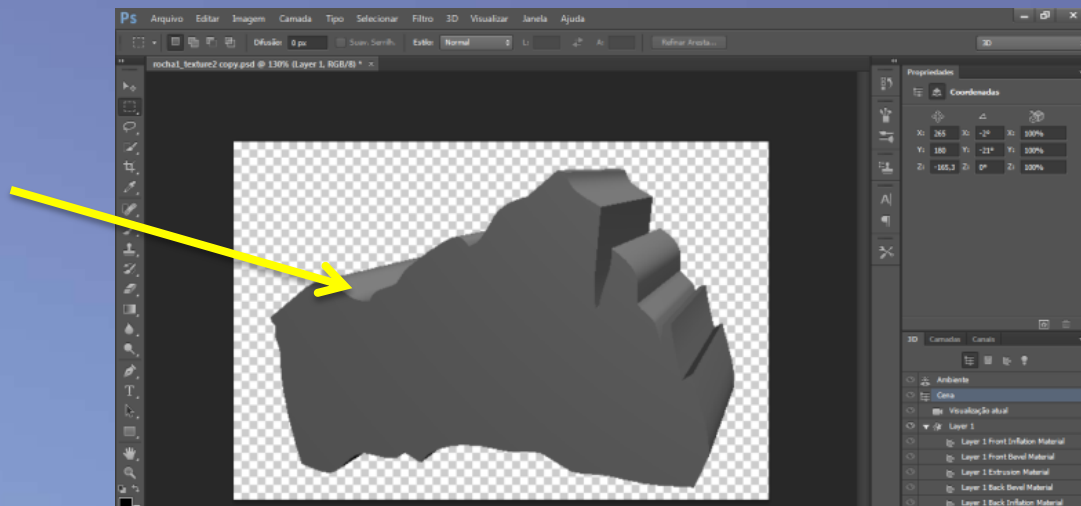 Ps Arquivo Editar Imagem Camada Tipo Selecionar Filtro 3D Visualizar Janela Ajuda
Difusão: 0 px Suav. Serrilh. Estilo: Normal L: A: Refinar Aresta... 3D
rocha1_texture2 copy.psd @ 130% (Layer 1, RGB/8) * ×
Propriedades
Coordenadas
X: 265 X: -2° X: 100%
Y: 180 Y: -21° Y: 100%
Z: -165,3 Z: 0° Z: 100%
3D Camadas Canais
Ambiente
Cena
Visualização atual
Layer 1
Layer 1 Front Inflation Material
Layer 1 Front Bevel Material
Layer 1 Extrusion Material
Layer 1 Back Bevel Material
Layer 1 Back Inflation Material